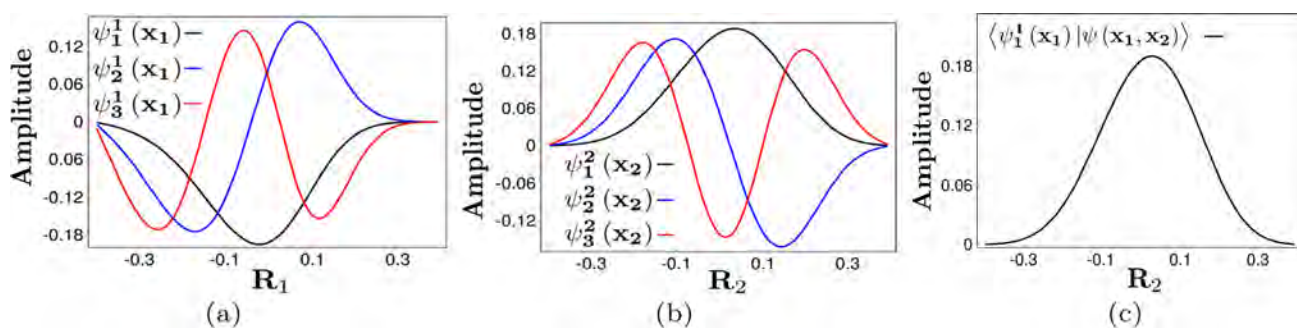 Amplitude
0.12
0.06
0
0.06
-0.12
-0.18
ψ₁¹ (x₁) —
ψ₂¹ (x₁) —
ψ₃¹ (x₁) —
-0.3 -0.1 0.1 0.3
R₁
(a)
Amplitude
0.18
0.12
0.06
0
-0.06
-0.12
ψ₁² (x₂) —
ψ₂² (x₂) —
ψ₃² (x₂) —
-0.3 -0.1 0.1 0.3
R₂
(b)
Amplitude
⟨ψ₁¹ (x₁) |ψ (x₁, x₂)⟩ —
0.18
0.12
0.06
0
-0.3 -0.1 0.1 0.3
R₂
(c)